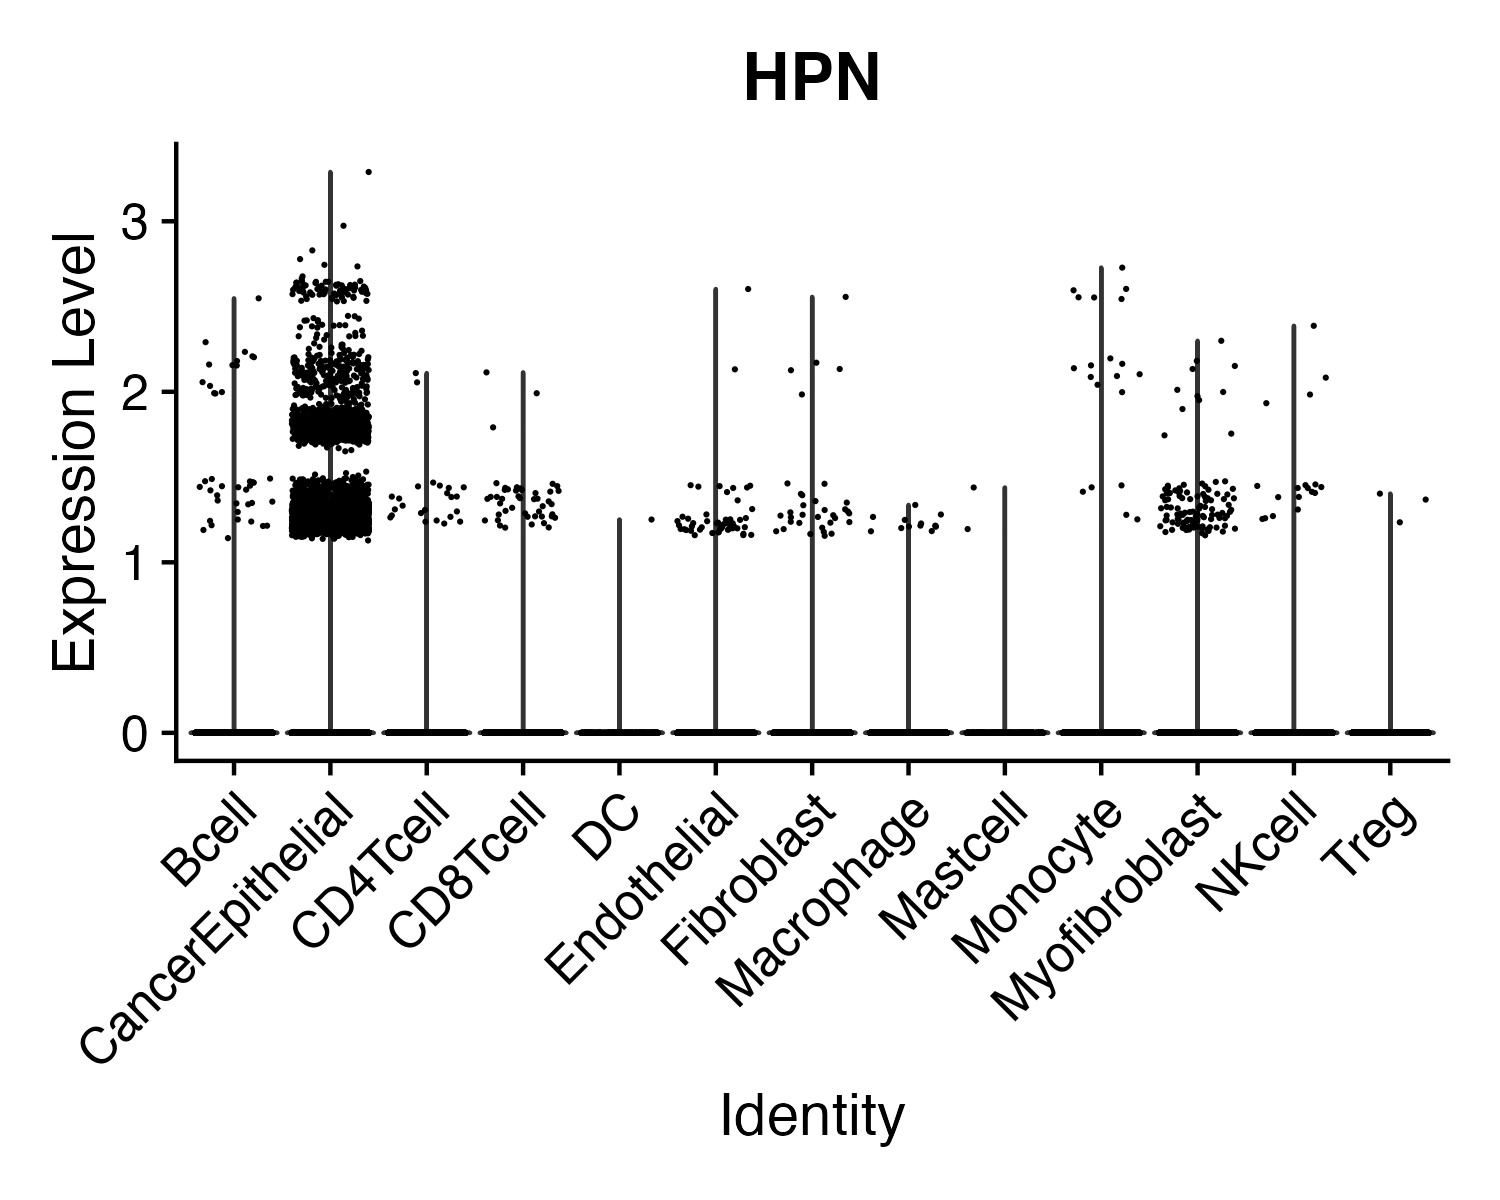 HPN
Expression Level
3
2
1
0
Bcell
CancerEpithelial
CD4Tcell
CD8Tcell
DC
Endothelial
Fibroblast
Macrophage
Mastcell
Monocyte
Myofibroblast
NKcell
Treg
Identity